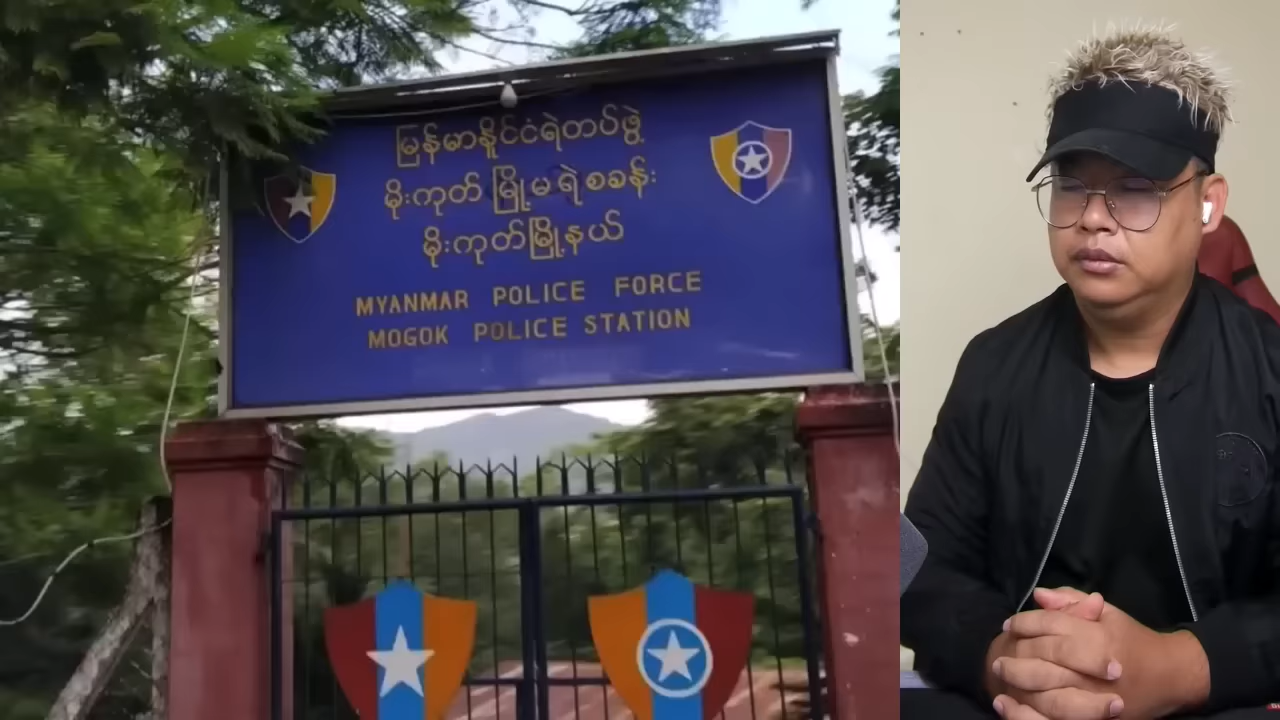 မြန်မာနိုင်ငံရဲတပ်ဖွဲ့
မိုးကုတ် မြို့မ ရဲ စခန်း
မိုးကုတ်မြို့နယ်
MYANMAR POLICE FORCE
MOGOK POLICE STATION